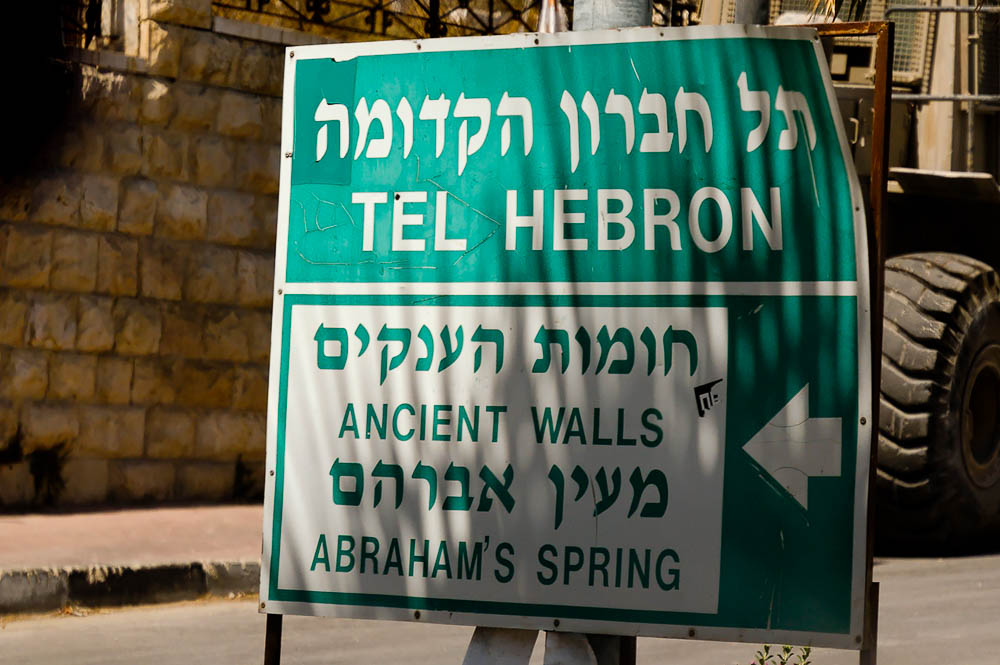 תל חברון הקדומה
TEL HEBRON
חומות הענקים
ANCIENT WALLS
מעין אברהם
ABRAHAM'S SPRING